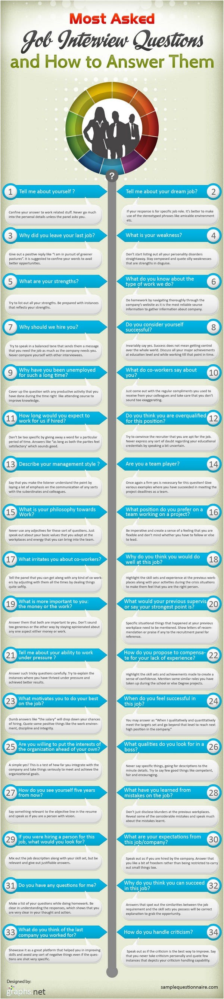 Most Asked
Job Interview Questions
and How to Answer Them
?
1
Tell me about yourself ?
Confine your answer to work related stuff. Never go much
into the personal details unless the panel asks you.
Tell me about your dream job?
2
If your response is for specific job role. It's better to make
use of the stereotyped phrases like amicable environment
etc.
3
Why did you leave your last job?
Give out a positive reply like "I am in pursuit of greener
pastures". It is suggested to confine your words to avail
better opportunities.
What is your weakness?
4
Don't start listing out all your personality disorders
straightaway. Stay composed and quote silly weaknesses
that are strengths in disguise.
5
What are your strengths?
Try to list out all your strengths. Be prepared with instances
that reflects your strengths.
What do you know about the
type of work we do?
6
Do homework by navigating thoroughly through the
company's website as it is the most reliable source
information to gather information about company.
7
Why should we hire you?
Try to speak in a balanced tone that sends them a message
that you need the job as much as the company needs you.
Never compare yourself with other interviewees.
Do you consider yourself
successful?
8
Invariably say yes. Success does not mean getting control
over the whole world. Discuss all your major achievements
at education level and while working till that point in time.
9
Why have you been unemployed
for such a long time?
Cover up the question with any productive activity that you
have done during the time right like attending course to
improve knowledge.
What do co-workers say about
you?
10
Just come out with the regular compliments you used to
receive from your colleagues and take care that you don't
sound too exaggerating.
11
How long would you expect to
work for us if hired?
Don't be too specific by giving away a word for a particular
period of time. Answers like "as long as both the parties feel
satisfactory' which sounds good.
Do you think you are overqualified
for this position?
12
Try to convince the recruiter that you are apt for the job.
Never express any sort of doubt regarding your educational
credentials by speaking a bit uncertain.
13
Describe your management style ?
Say that you make the listener understand the point by
laying a lot of emphasis on the communication of any sorts
with the subordinates and colleagues.
Are you a team player?
14
Once again a firm yes is necessary for this question! Give
various examples where you have succeeded in meeting the
project deadlines as a team.
15
What is your philosophy towards
Work?
Never use any adjectives for these sort of questions. Just
speak out about your basic values that you adopt at the
workplaces and energy that you can bring into the team.
What position do you prefer on a
team working on a project?
16
Be imperative and create a sense of a feeling that you are
flexible and don't mind whether you have to follow or else
to lead.
17
What irritates you about co-workers?
Tell the panel that you can get along with any kind of co work-
ers by adjusting with them all the times by dealing things
quite softly.
Why do you think you would do
well at this job?
18
Highlight the skill sets and experience at the previous work-
places along with your activities during the crisis situations
to make them feel that you are the right person.
19
What is more important to you:
the money or the work?
Answer them that both are important to you. Don't sound
too generous or the other way by staying opinionated about
any one aspect either money or work.
What would your previous supervis
or say your strongest point is?
20
Specific situational things that happened at your previous
workplace need to be mentioned. Show letters of recom-
mendation or praise if any to the recruitment panel for
reference.
21
Tell me about your ability to work
under pressure ?
Answer such tricky questions carefully. Try to explain the
instances where you have thrived under pressure and
achieved better results.
How do you propose to compensa-
te for your lack of experience?
22
Highlight the skill sets and achievements made to create a
sense of confidence. Mention some similar roles you have
taken up during the school or else Degree projects.
23
What motivates you to do your best
on the job?
Dumb answers like "the salary" will drop down your chances
of hiring. Quote some positive things like the work environ-
ment, discipline and integrity.
When do you feel successful in
this job?
24
You may answer as "When I qualitatively and quantitatively
meet the targets set and go beyond that level to reach next
high position in the company."
25
Are you willing to put the interests of
the organization ahead of your own?
A simple yes! This is a test of how far you integrate with the
company and take things seriously to meet and achieve the
organizational goals.
What qualities do you look for in a
boss?
26
Never say specific things, going for descriptions to the
minute details. Try to say few good things like competent,
fair and encouraging.
27
How do you see yourself five years
from now?
Say something relevant to the objective line in the resume
and speak as if you are a person with vision.
What have you learned from
mistakes on the job?
28
Don't just disclose blunders at the previous workplaces.
Reveal some of the considerable mistakes and speak much
about the mistakes learnt.
29
If you were hiring a person for this
job, what would you look for?
Mix out the job description along with your skill set, but be
relevant and give out justifiable answers.
What are your expectations from
this job/company?
30
Speak out as if you are hired by the company. Answer that
you like a bit of freedom rather than being restricted to carry
out small things too.
31
Do you have any questions for me?
Make a list of your questions while doing homework. Be
clear in understanding the responses, which shows that you
are very clear in your thought and action.
Why do you think you can succeed
in this job?
32
Answers that spot out the similarities between the job
requirement and the skill sets you possess will be correct
explanation to grab the opportunity.
33
What do you think of the last
company you worked for?
Showcase it as a great platform that helped you in improving
skills and avoid any sort of negative things even if the ques-
tions are shot very specific.
How do you handle criticism?
34
Speak out as if the criticism is the best way to improve. Say
that you never take criticism personally and quote few
instances that depicts your criticism handling capability.
Designed by:
graphs.net
samplequestionnaire.com